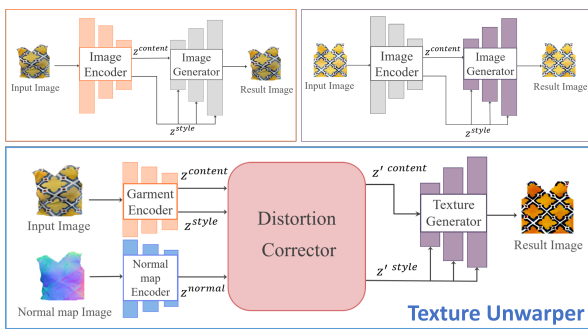 Input Image
Image
Encoder
z^content
z^style
Image
Generator
Result Image
Input Image
Image
Encoder
z^content
z^style
Image
Generator
Result Image
Input Image
Garment
Encoder
z^content
z^style
Normal map Image
Normal
map
Encoder
z^normal
Distortion
Corrector
z'^content
z'^style
Texture
Generator
Result Image
Texture Unwarper